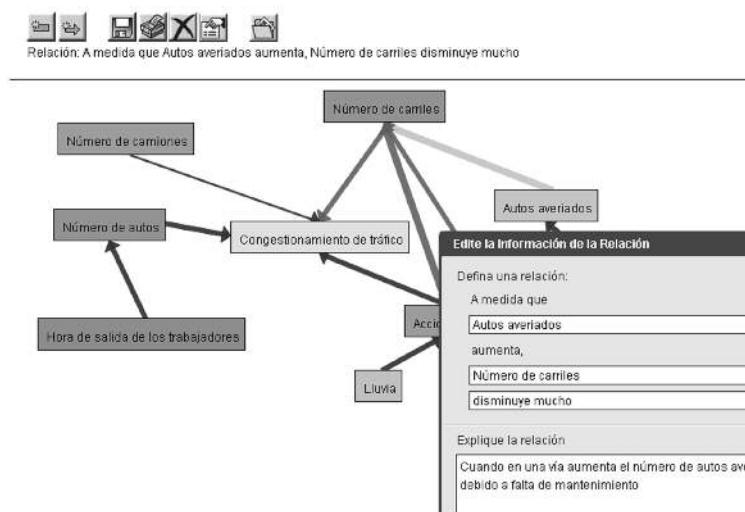 Relación: A medida que Autos averiados aumenta, Número de carriles disminuye mucho
Número de carriles
Número de camiones
Autos averiados
Número de autos
Congestionamiento de tráfico
Edite la Información de la Relación
Defina una relación:
A medida que
Autos averiados
Hora de salida de los trabajadores
Acci
aumenta,
Número de carriles
Lluvia
disminuye mucho
Explique la relación
Cuando en una vía aumenta el número de autos ave
debido a falta de mantenimiento